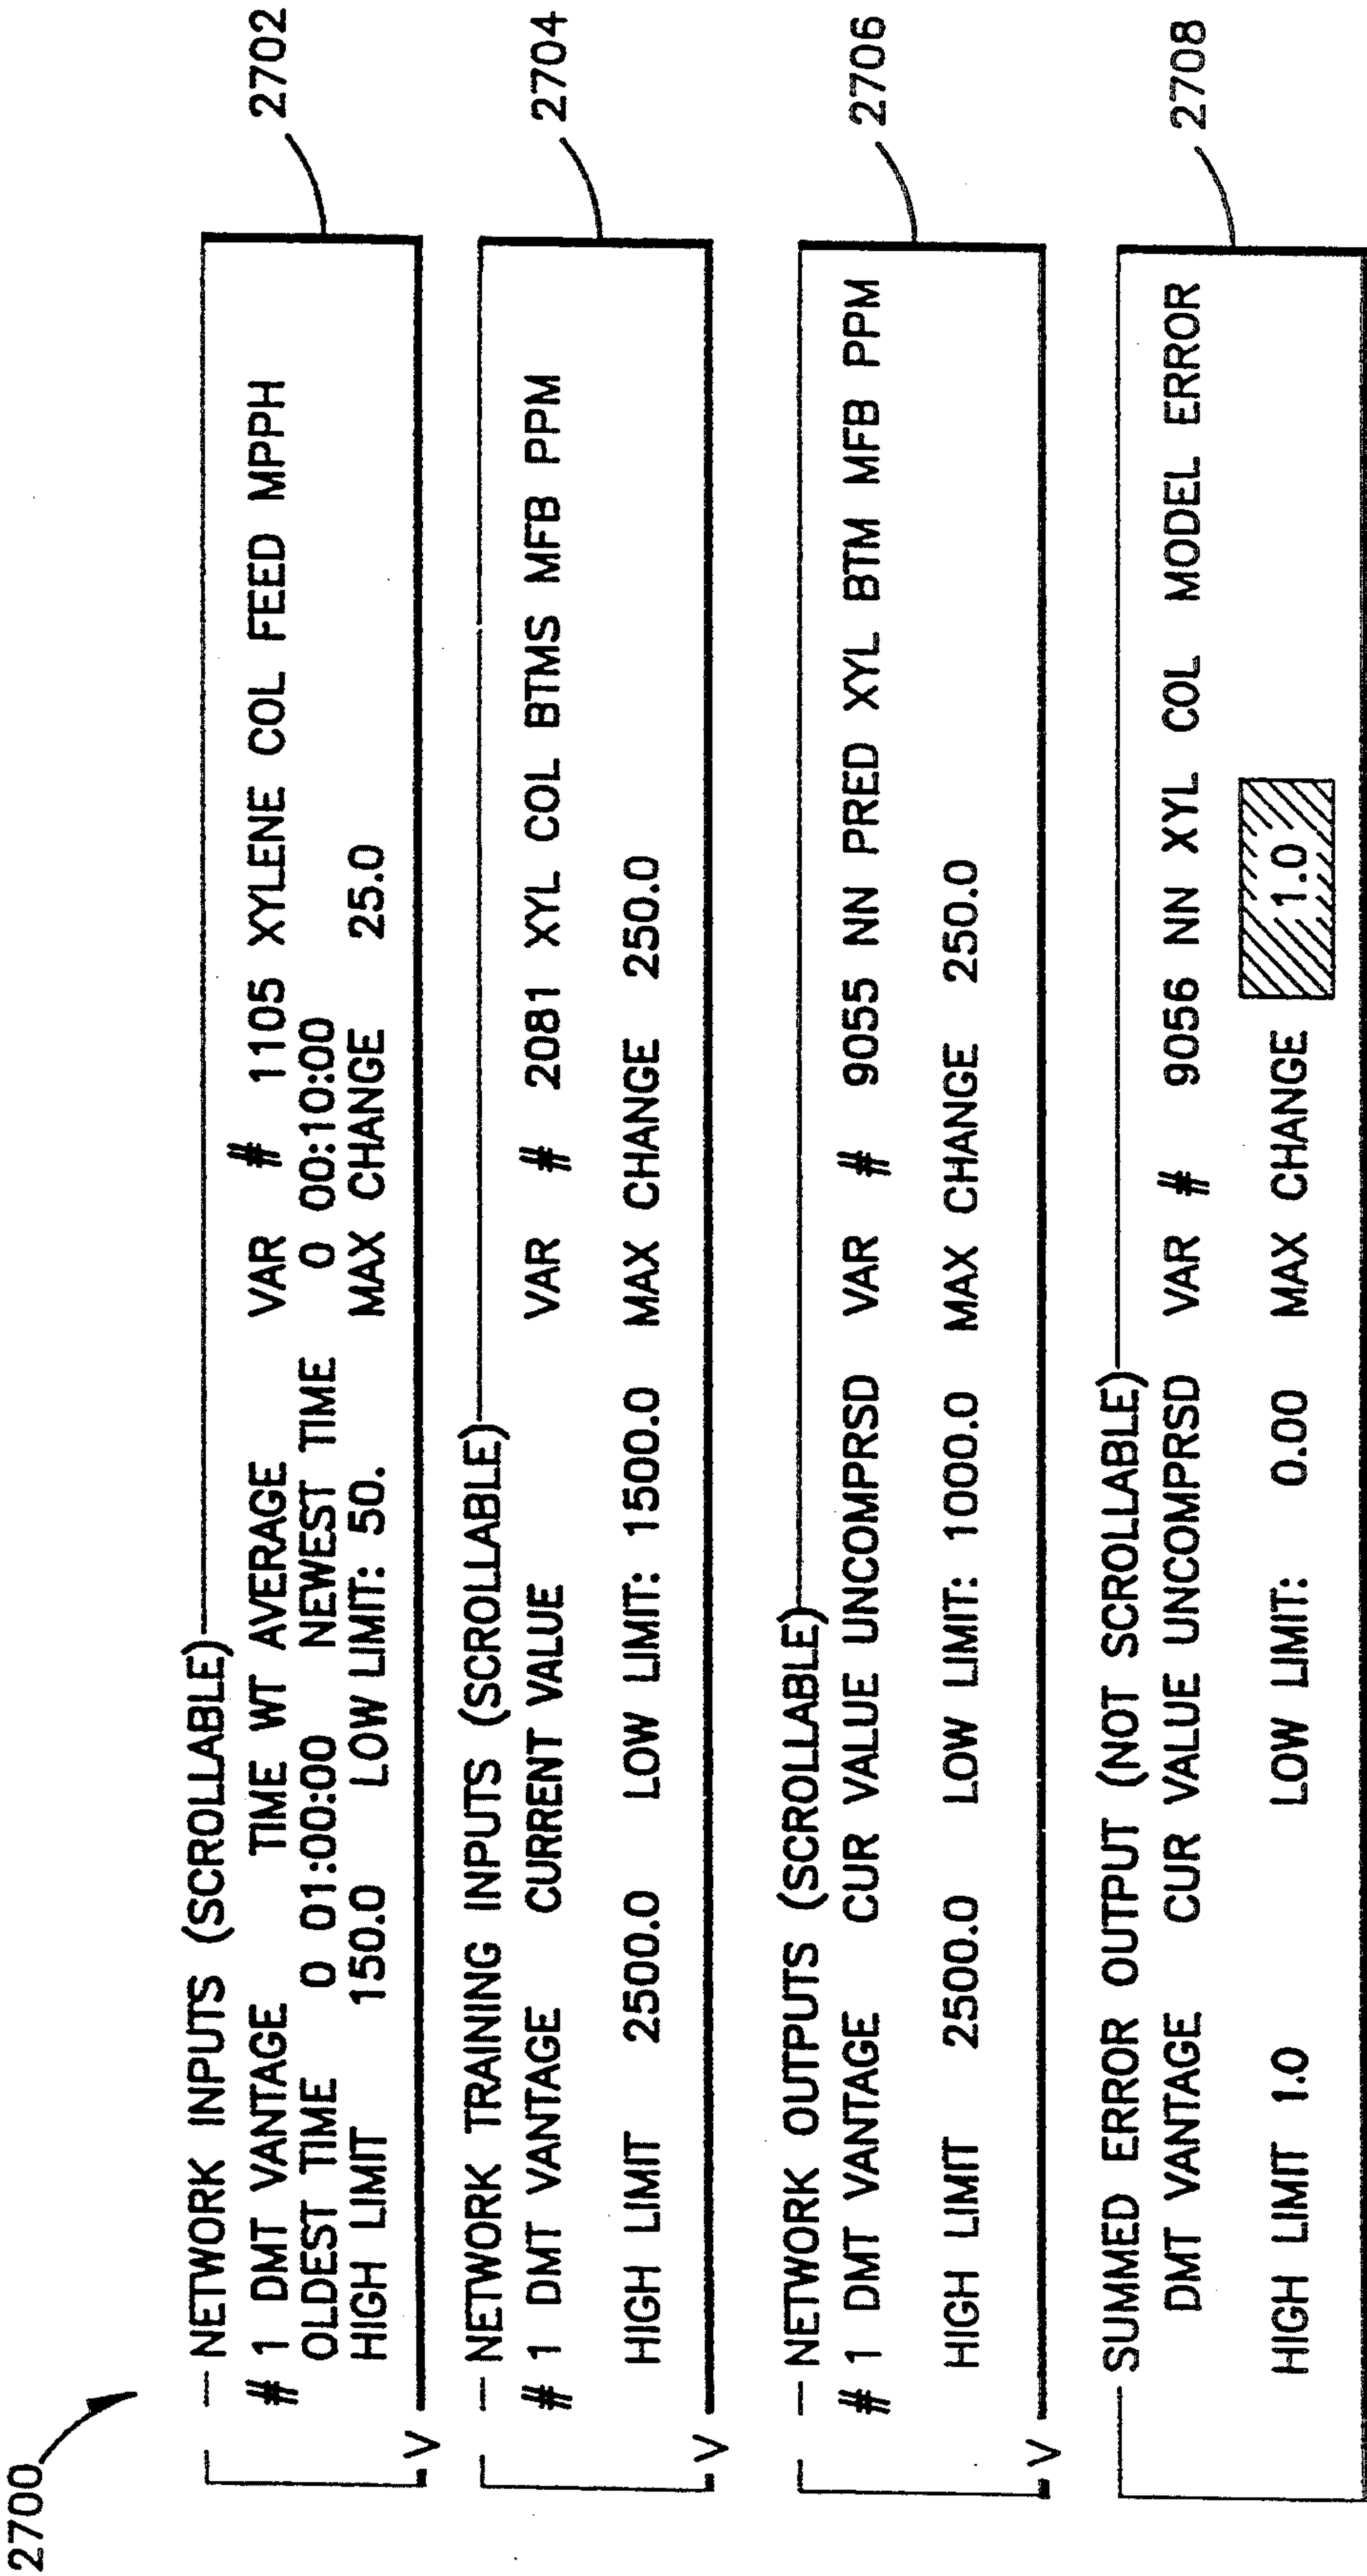 2700
NETWORK INPUTS (SCROLLABLE)
# 1 DMT VANTAGE TIME WT AVERAGE VAR # 1105 XYLENE COL FEED MPPH
OLDEST TIME 0 01:00:00 NEWEST TIME 0 00:10:00
HIGH LIMIT 150.0 LOW LIMIT: 50. MAX CHANGE 25.0
V
2702
NETWORK TRAINING INPUTS (SCROLLABLE)
# 1 DMT VANTAGE CURRENT VALUE VAR # 2081 XYL COL BTMS MFB PPM
HIGH LIMIT 2500.0 LOW LIMIT: 1500.0 MAX CHANGE 250.0
V
2704
NETWORK OUTPUTS (SCROLLABLE)
# 1 DMT VANTAGE CUR VALUE UNCOMPRSD VAR # 9055 NN PRED XYL BTM MFB PPM
HIGH LIMIT 2500.0 LOW LIMIT: 1000.0 MAX CHANGE 250.0
V
2706
SUMMED ERROR OUTPUT (NOT SCROLLABLE)
DMT VANTAGE CUR VALUE UNCOMPRSD VAR # 9056 NN XYL COL MODEL ERROR
HIGH LIMIT 1.0 LOW LIMIT: 0.00 MAX CHANGE 1.0
2708